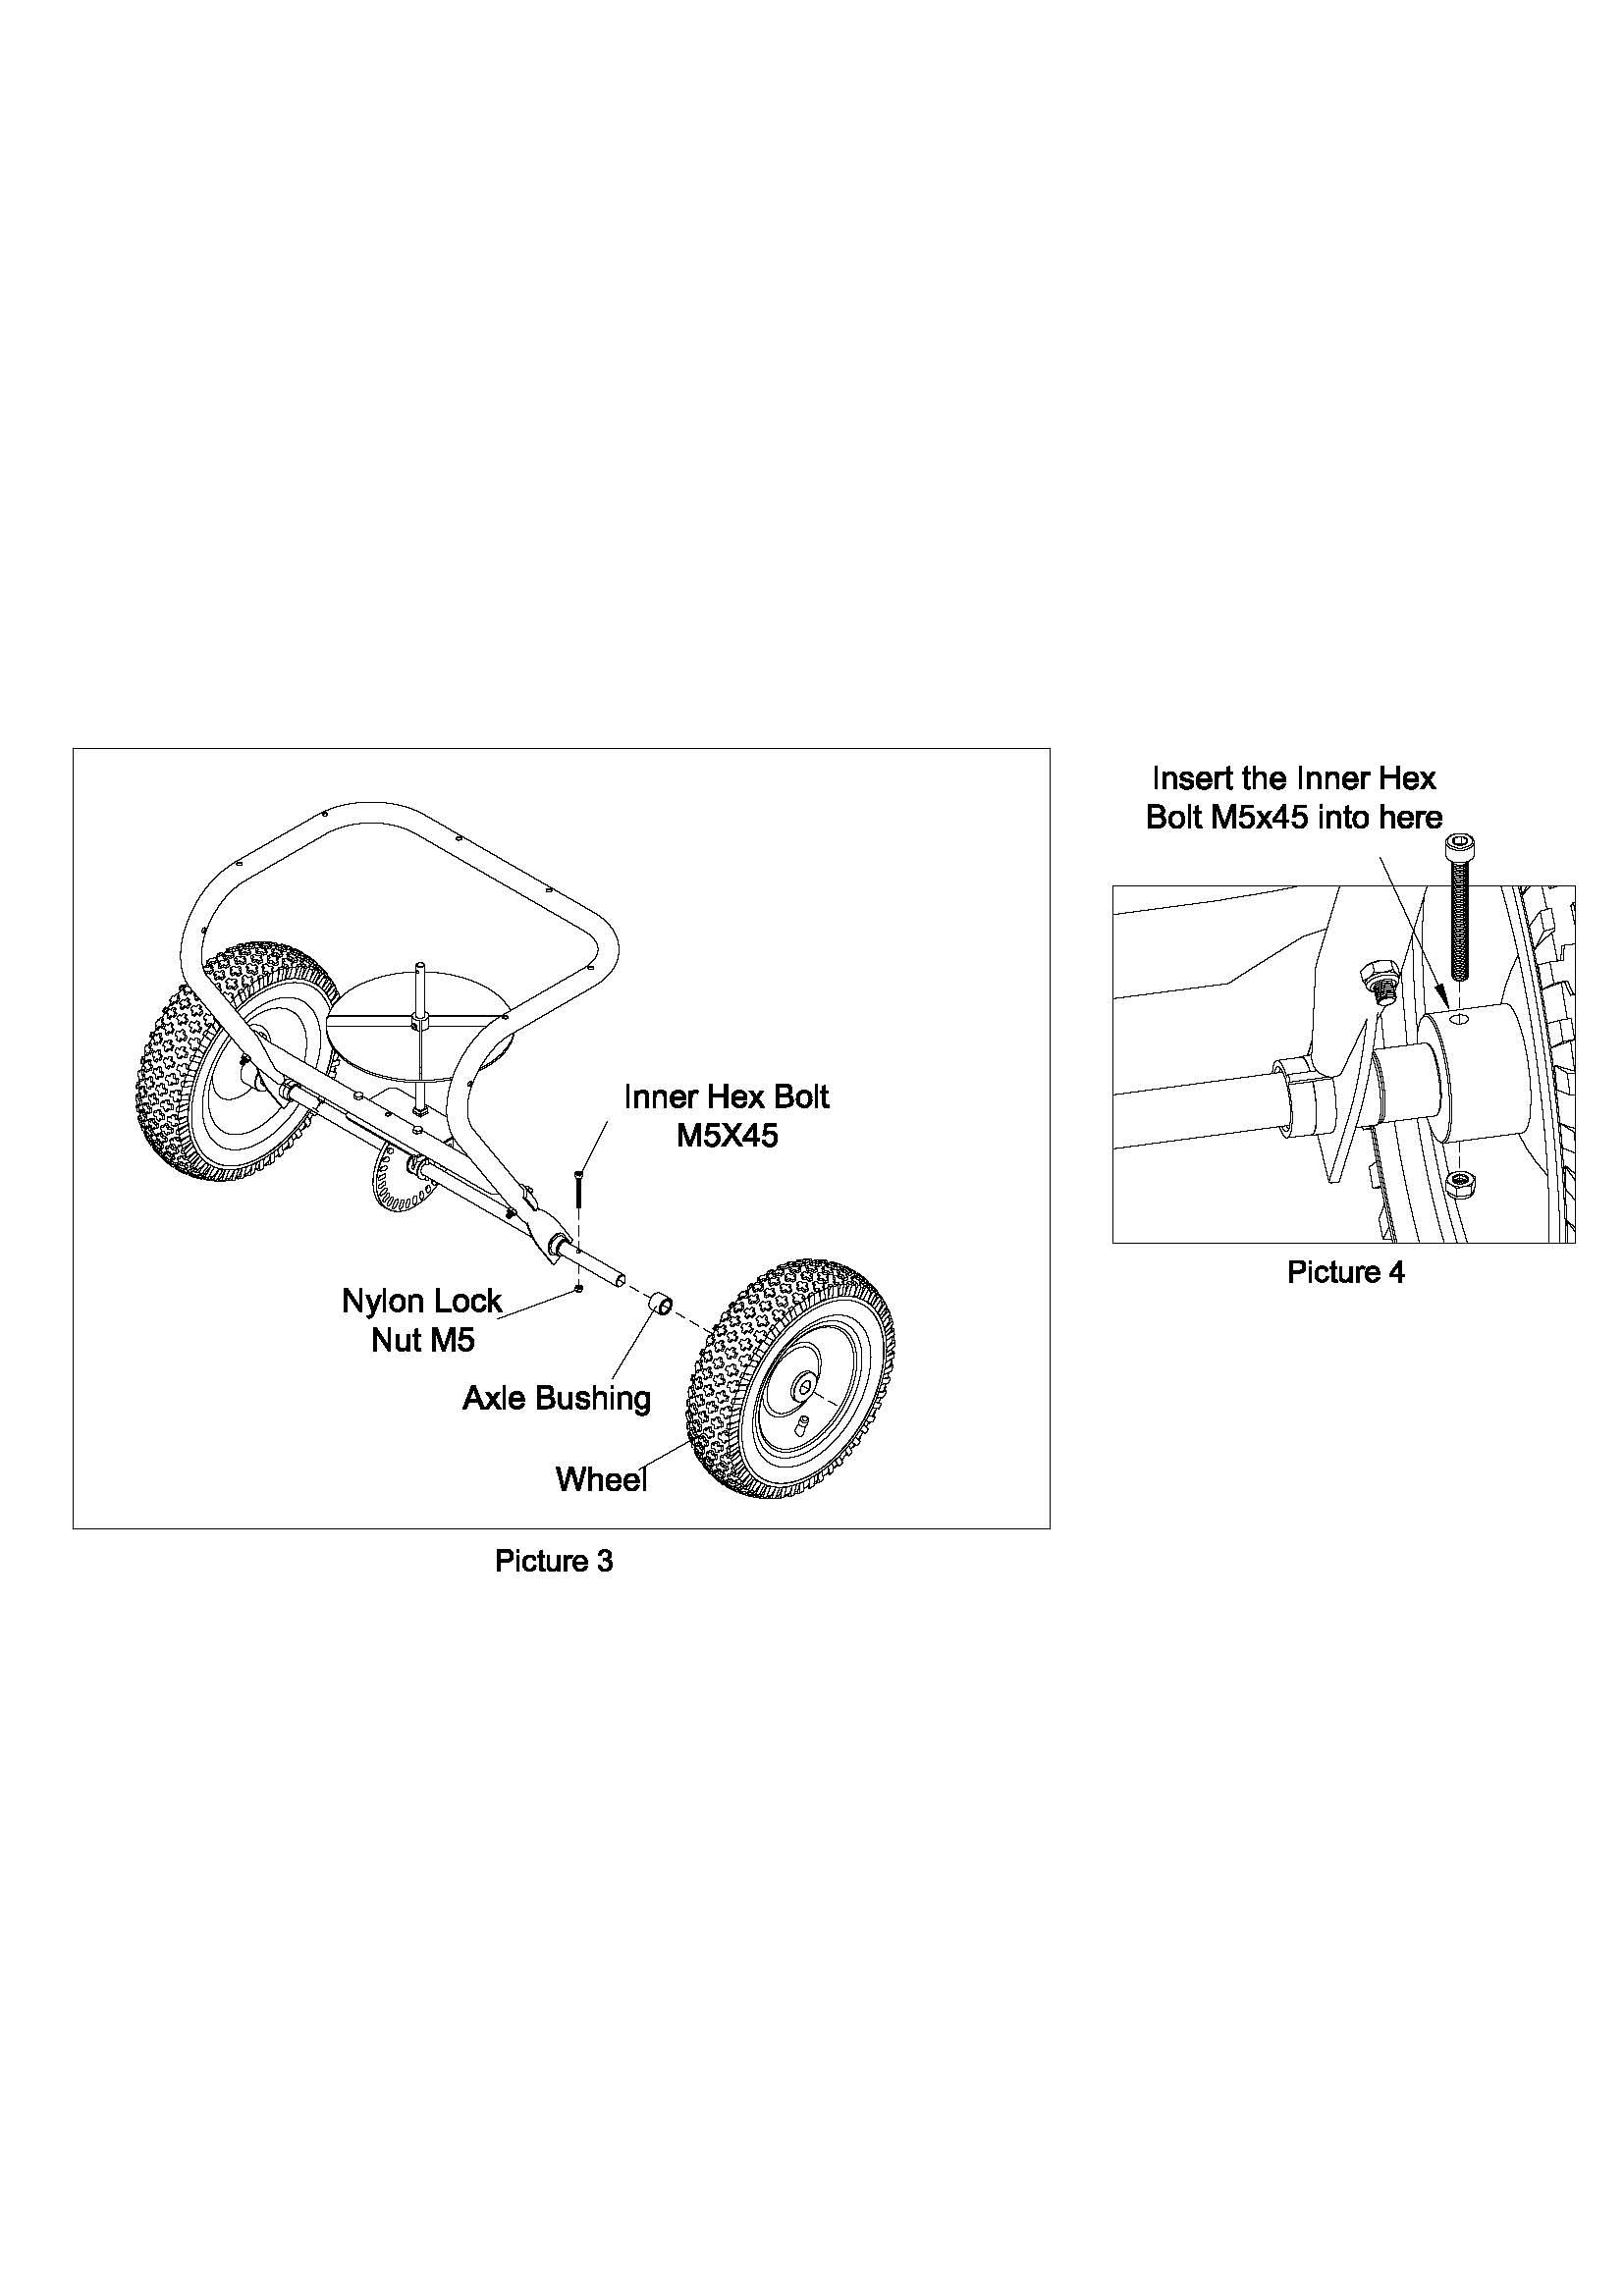 Insert the Inner Hex
Bolt M5x45 into here
Inner Hex Bolt
M5X45
Nylon Lock
Nut M5
Axle Bushing
Wheel
Picture 3
Picture 4